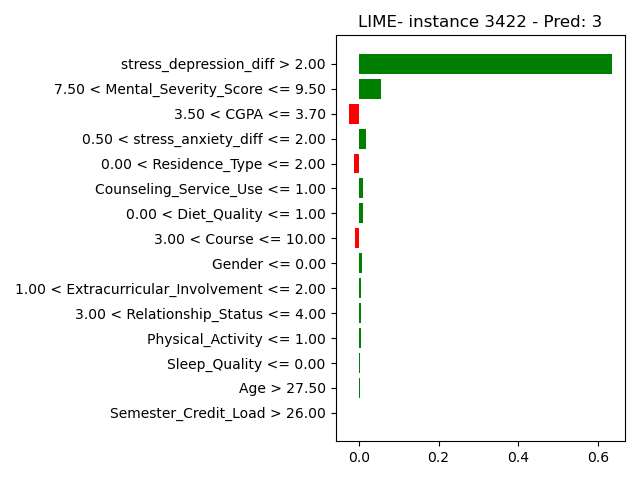 LIME- instance 3422 - Pred: 3
stress_depression_diff > 2.00
7.50 < Mental_Severity_Score <= 9.50
3.50 < CGPA <= 3.70
0.50 < stress_anxiety_diff <= 2.00
0.00 < Residence_Type <= 2.00
Counseling_Service_Use <= 1.00
0.00 < Diet_Quality <= 1.00
3.00 < Course <= 10.00
Gender <= 0.00
1.00 < Extracurricular_Involvement <= 2.00
3.00 < Relationship_Status <= 4.00
Physical_Activity <= 1.00
Sleep_Quality <= 0.00
Age > 27.50
Semester_Credit_Load > 26.00
0.0 0.2 0.4 0.6